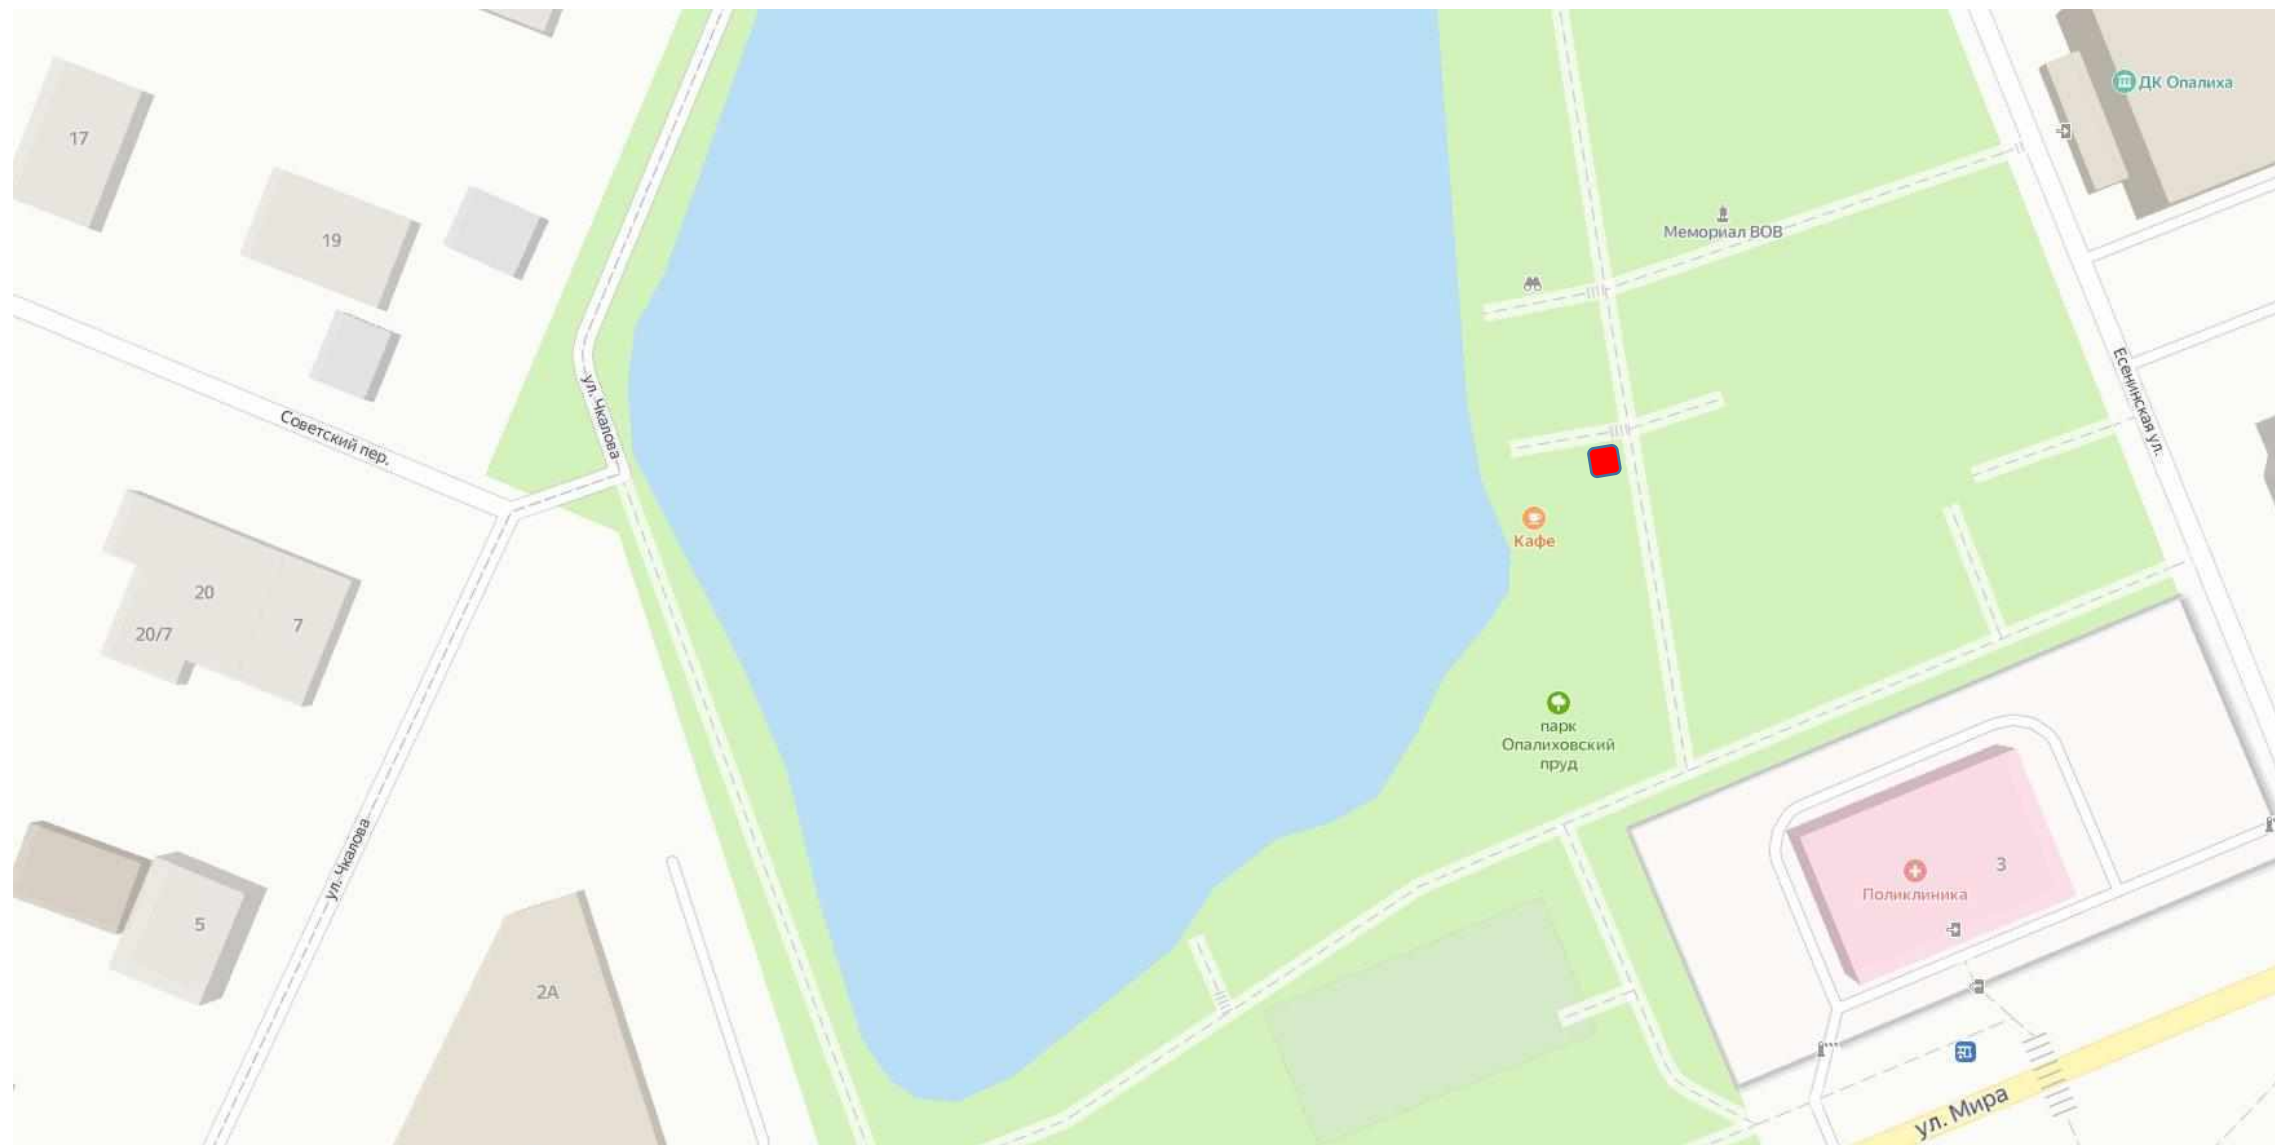 ДК Опалиха
17
Мемориал ВОВ
19
Есенинская ул.
ул. Чкалова
Советский пер.
Кафе
20
7
20/7
парк
Опалиховский
пруд
ул. Чкалова
3
Поликлиника
5
2А
ул. Мира